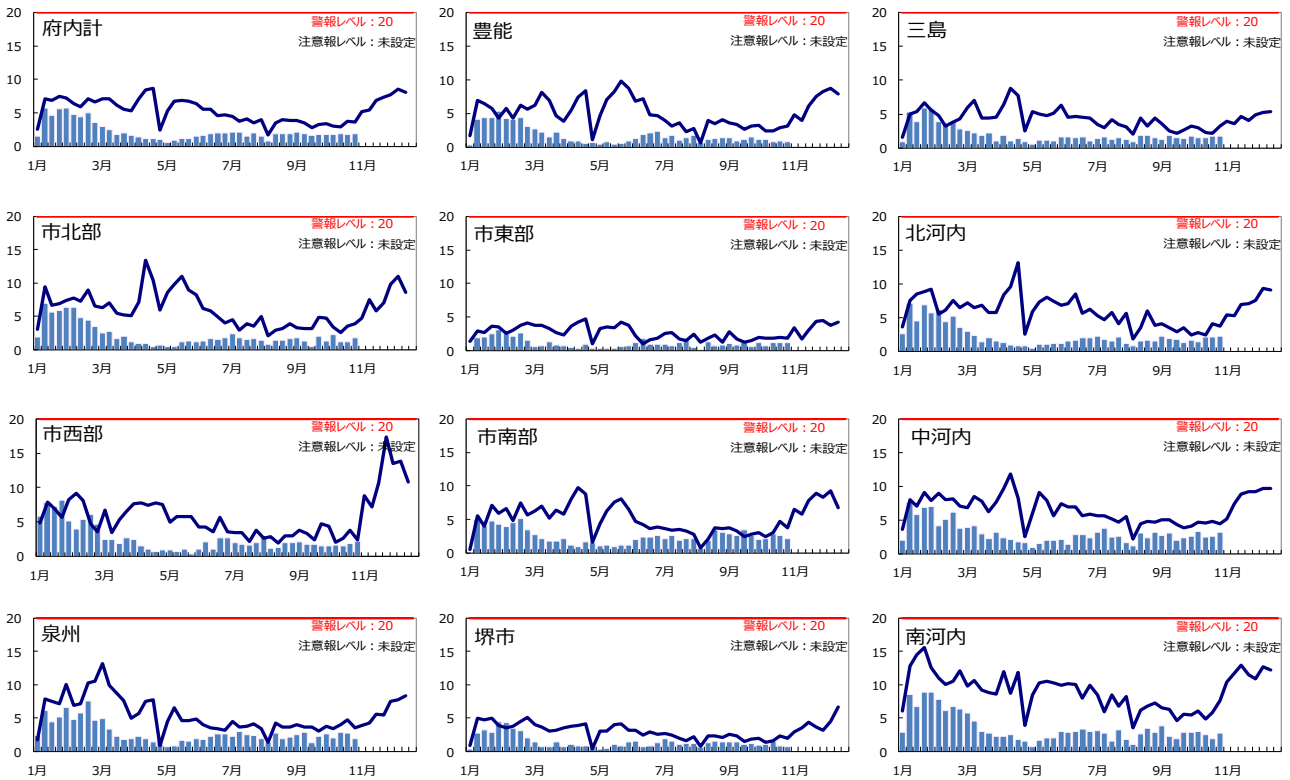 府内計
警報レベル:20
注意報レベル:未設定
20
15
10
5
0
1月 3月 5月 7月 9月 11月
豊能
警報レベル:20
注意報レベル:未設定
20
15
10
5
0
1月 3月 5月 7月 9月 11月
三島
警報レベル:20
注意報レベル:未設定
20
15
10
5
0
1月 3月 5月 7月 9月 11月
市北部
警報レベル:20
注意報レベル:未設定
20
15
10
5
0
1月 3月 5月 7月 9月 11月
市東部
警報レベル:20
注意報レベル:未設定
20
15
10
5
0
1月 3月 5月 7月 9月 11月
北河内
警報レベル:20
注意報レベル:未設定
20
15
10
5
0
1月 3月 5月 7月 9月 11月
市西部
警報レベル:20
注意報レベル:未設定
20
15
10
5
0
1月 3月 5月 7月 9月 11月
市南部
警報レベル:20
注意報レベル:未設定
20
15
10
5
0
1月 3月 5月 7月 9月 11月
中河内
警報レベル:20
注意報レベル:未設定
20
15
10
5
0
1月 3月 5月 7月 9月 11月
泉州
警報レベル:20
注意報レベル:未設定
20
15
10
5
0
1月 3月 5月 7月 9月 11月
堺市
警報レベル:20
注意報レベル:未設定
20
15
10
5
0
1月 3月 5月 7月 9月 11月
南河内
警報レベル:20
注意報レベル:未設定
20
15
10
5
0
1月 3月 5月 7月 9月 11月